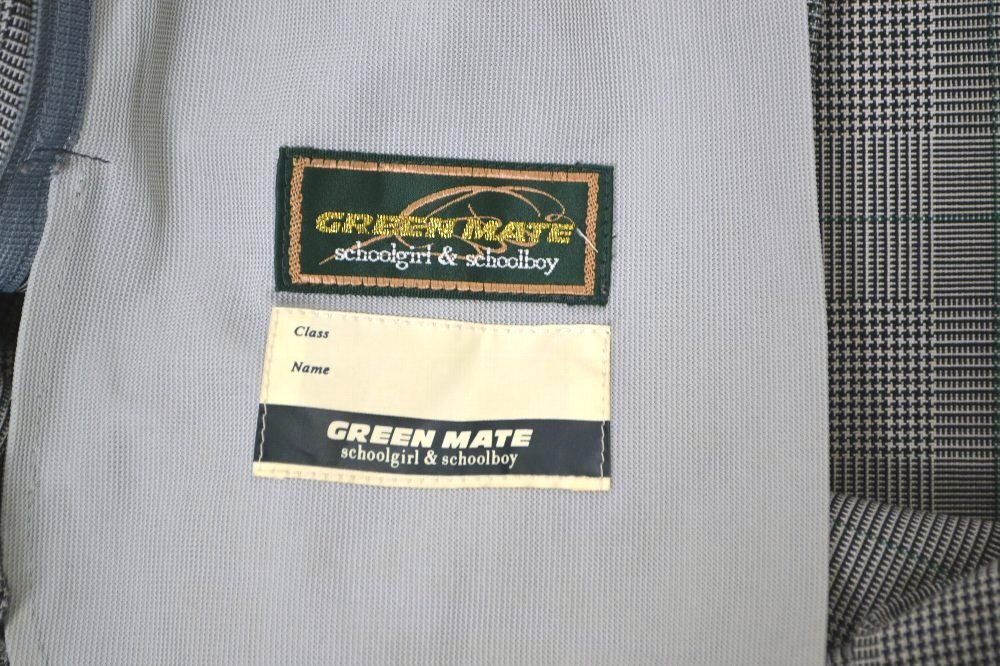 GREEN MATE
schoolgirl & schoolboy
Class
Name
GREEN MATE
schoolgirl & schoolboy